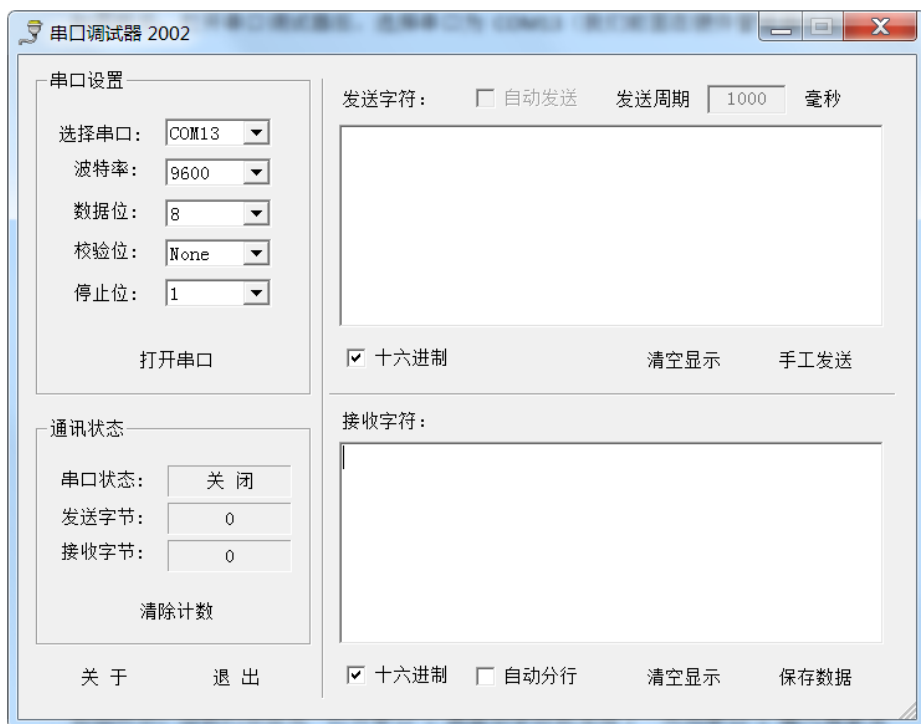 串口调试器 2002
串口设置
选择串口： COM13
波特率： 9600
数据位： 8
校验位： None
停止位： 1
打开串口
通讯状态
串口状态： 关 闭
发送字节： 0
接收字节： 0
清除计数
关 于 退 出
发送字符： 自动发送 发送周期 1000 毫秒
十六进制 清空显示 手工发送
接收字符：
十六进制 自动分行 清空显示 保存数据